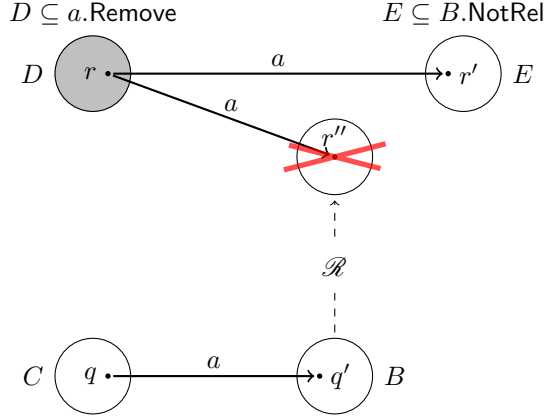 D ⊆ a.Remove
E ⊆ B.NotRel
D r a r′ E
a
r′′
ℛ
a
C q q′ B